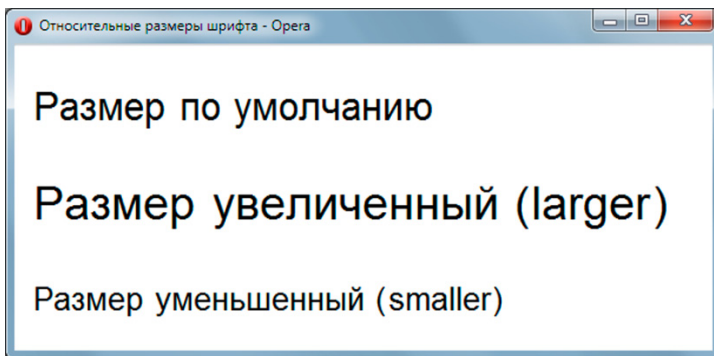 Относительные размеры шрифта - Opera
Размер по умолчанию
Размер увеличенный (larger)
Размер уменьшенный (smaller)